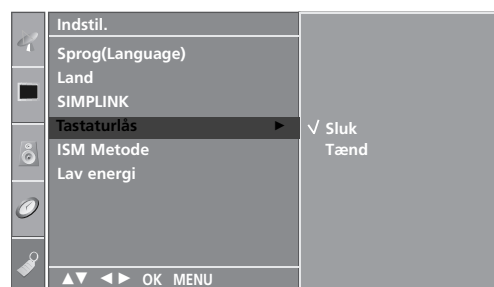 Indstil.
Sprog(Language)
Land
SIMPLINK
Tastaturlås ►
ISM Metode
Lav energi
√ Sluk
Tænd
▲▼ ◄► OK MENU